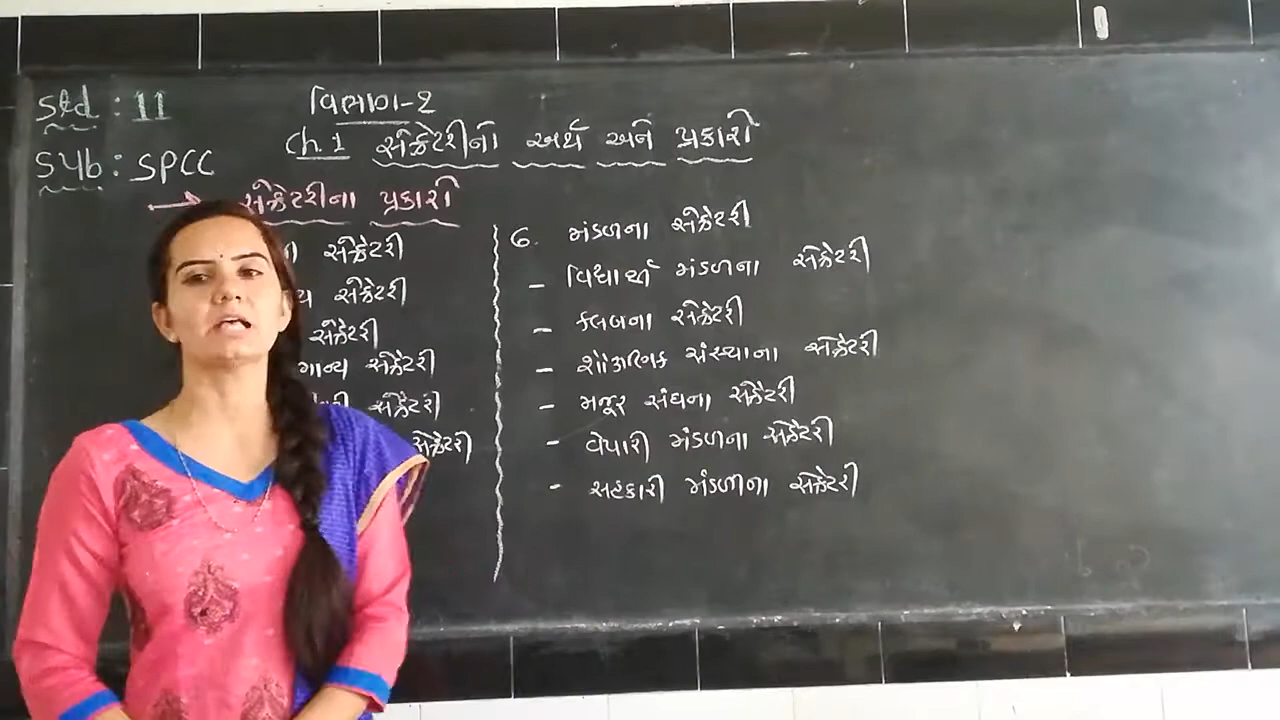 Std : 11
વિભાગ-2
Sub : SPCC
Ch. 1 સેક્રેટરીનો અર્થ અને પ્રકારો
→ સેક્રેટરીના પ્રકારો
સેક્રેટરી
સેક્રેટરી
સેક્રેટરી
સેક્રેટરી
સેક્રેટરી
સેક્રેટરી
6. મંડળના સેક્રેટરી
- વિદ્યાર્થી મંડળના સેક્રેટરી
- ક્લબના સેક્રેટરી
- શૈક્ષણિક સંસ્થાના સેક્રેટરી
- મજૂર સંઘના સેક્રેટરી
- વેપારી મંડળના સેક્રેટરી
- સહકારી મંડળીના સેક્રેટરી